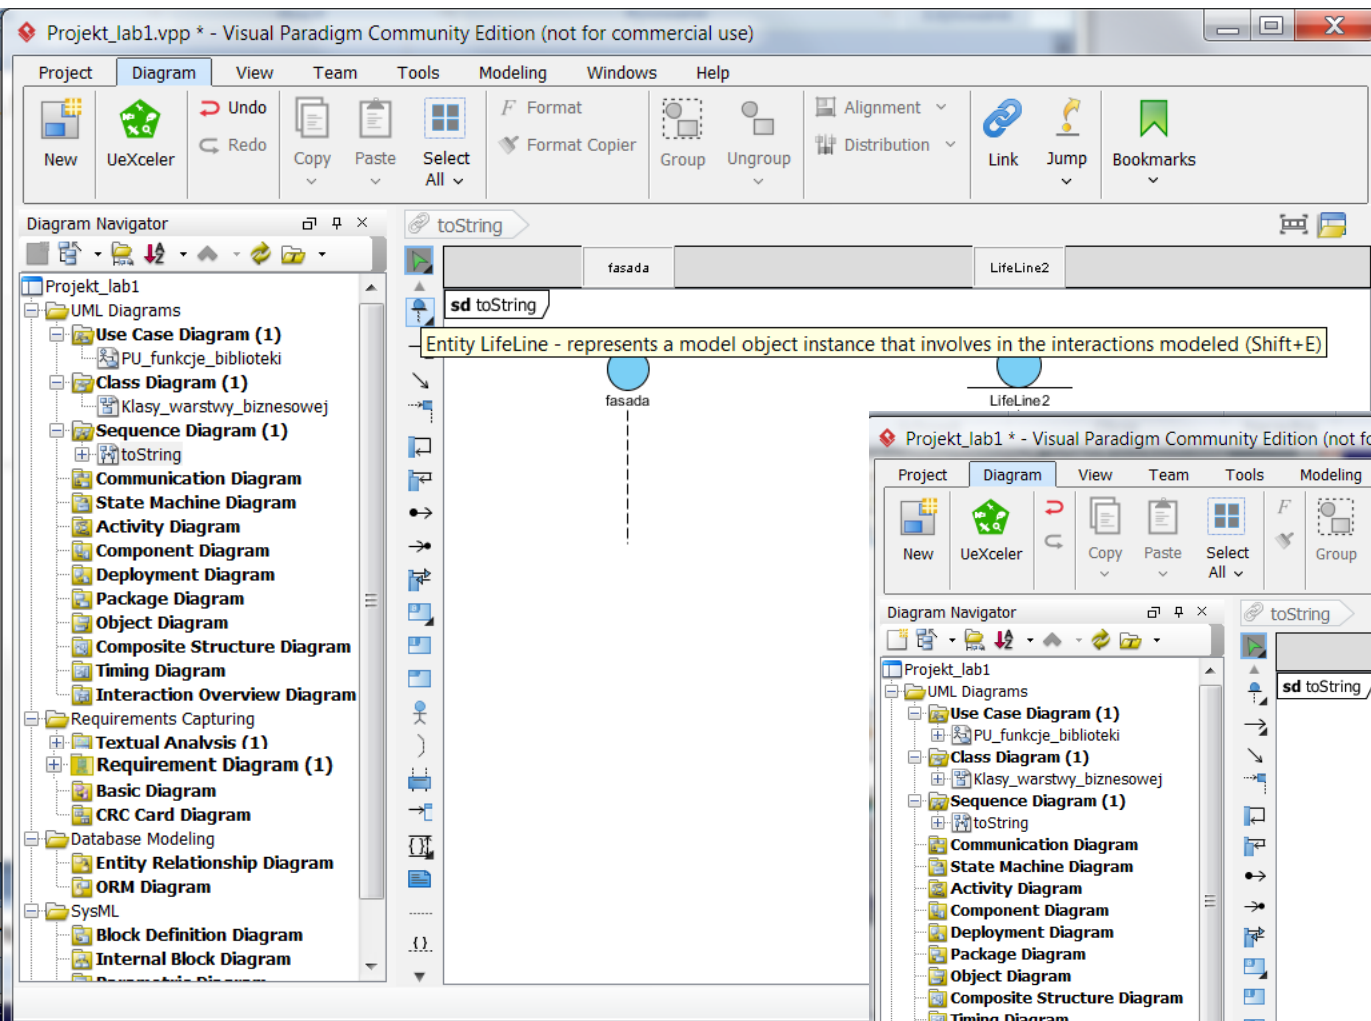 Projekt_lab1.vpp * - Visual Paradigm Community Edition (not for commercial use)
Project Diagram View Team Tools Modeling Windows Help
New
UeXceler
Undo
Redo
Copy
Paste
Select
All
Format
Format Copier
Group
Ungroup
Alignment
Distribution
Link
Jump
Bookmarks
Diagram Navigator
toString
Projekt_lab1
UML Diagrams
Use Case Diagram (1)
PU_funkcje_biblioteki
Class Diagram (1)
Klasy_warstwy_biznesowej
Sequence Diagram (1)
toString
Communication Diagram
State Machine Diagram
Activity Diagram
Component Diagram
Deployment Diagram
Package Diagram
Object Diagram
Composite Structure Diagram
Timing Diagram
Interaction Overview Diagram
Requirements Capturing
Textual Analysis (1)
Requirement Diagram (1)
Basic Diagram
CRC Card Diagram
Database Modeling
Entity Relationship Diagram
ORM Diagram
SysML
Block Definition Diagram
Internal Block Diagram
Parametric Diagram
fasada
LifeLine2
sd toString
Entity LifeLine - represents a model object instance that involves in the interactions modeled (Shift+E)
fasada
LifeLine2
Projekt_lab1 * - Visual Paradigm Community Edition (not fo
Project Diagram View Team Tools Modeling
New
UeXceler
Copy
Paste
Select
All
Group
Diagram Navigator
toString
Projekt_lab1
UML Diagrams
Use Case Diagram (1)
PU_funkcje_biblioteki
Class Diagram (1)
Klasy_warstwy_biznesowej
Sequence Diagram (1)
toString
Communication Diagram
State Machine Diagram
Activity Diagram
Component Diagram
Deployment Diagram
Package Diagram
Object Diagram
Composite Structure Diagram
Timing Diagram
sd toString